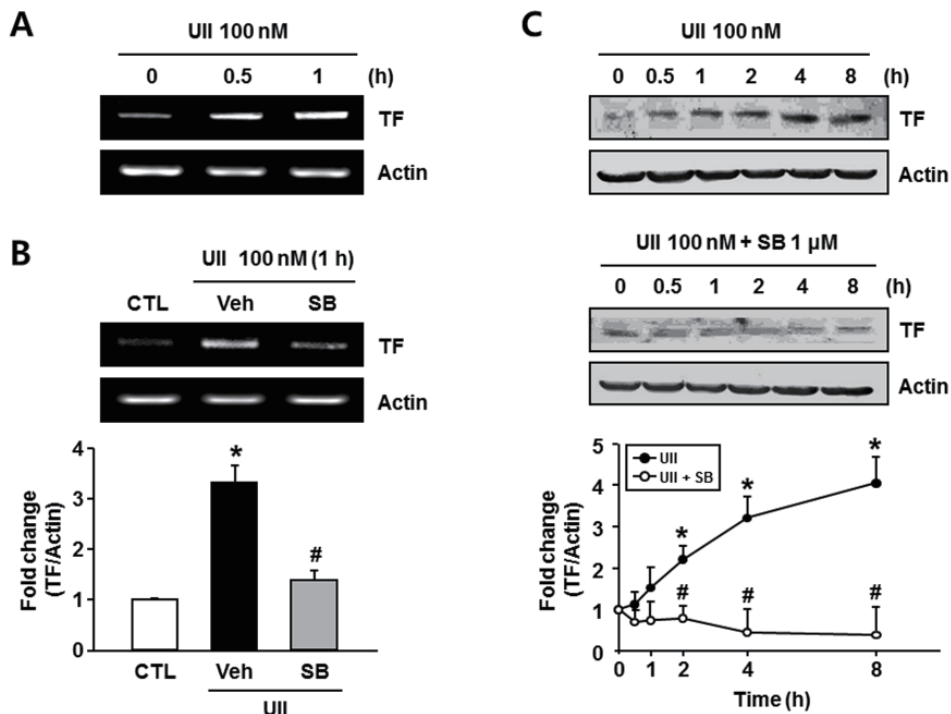 A
UII 100 nM
0 0.5 1 (h)
TF
Actin
B
UII 100 nM (1 h)
CTL Veh SB
TF
Actin
4
3
2
1
0
Fold change
(TF/Actin)
*
#
CTL Veh SB
UII
C
UII 100 nM
0 0.5 1 2 4 8 (h)
TF
Actin
UII 100 nM + SB 1 µM
0 0.5 1 2 4 8 (h)
TF
Actin
5
4
3
2
1
0
Fold change
(TF/Actin)
UII
UII + SB
* * *
# # #
0 1 2 4 8
Time (h)